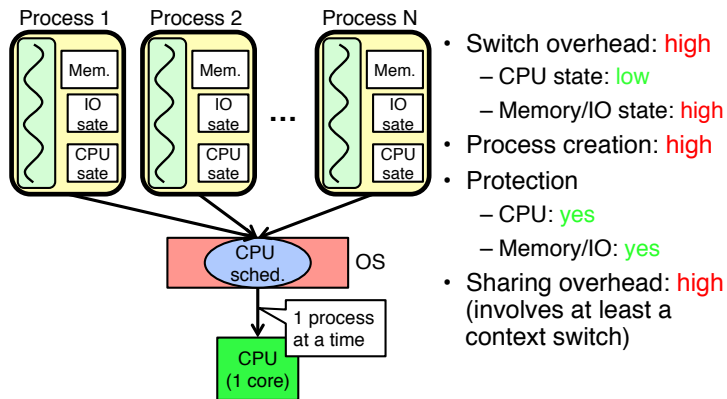 Process 1
Process 2
Process N
Mem.
IO
sate
CPU
sate
Mem.
IO
sate
CPU
sate
...
Mem.
IO
sate
CPU
sate
CPU
sched.
OS
1 process
at a time
CPU
(1 core)
• Switch overhead: high
– CPU state: low
– Memory/IO state: high
• Process creation: high
• Protection
– CPU: yes
– Memory/IO: yes
• Sharing overhead: high
(involves at least a
context switch)